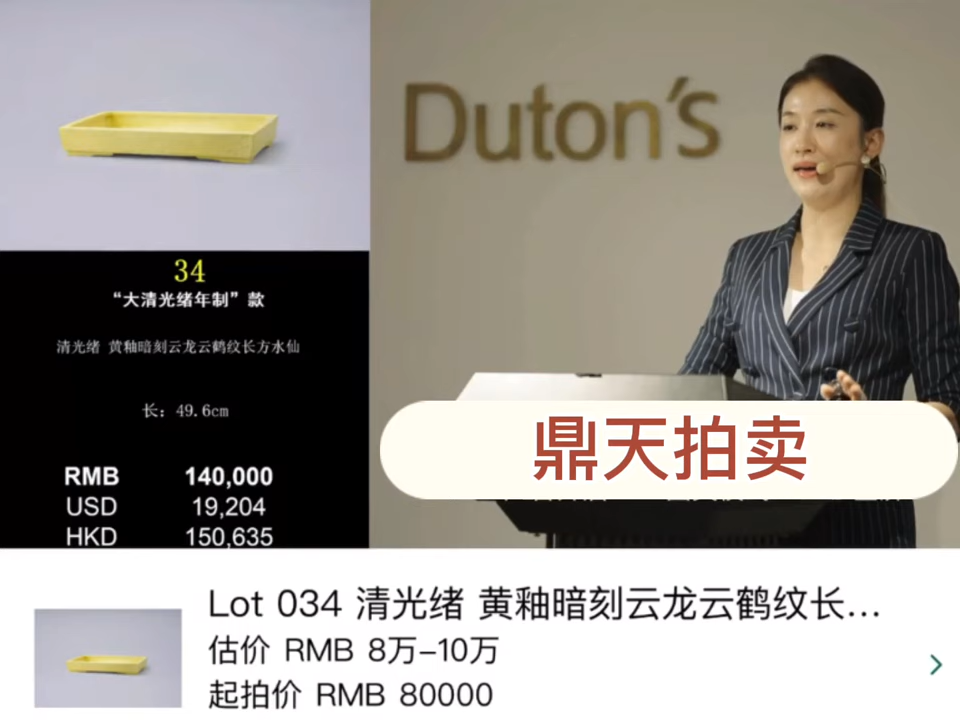 Duton's
34
“大清光绪年制”款
清光绪 黄釉暗刻云龙云鹤纹长方水仙
长：49.6cm
RMB 140,000
USD 19,204
HKD 150,635
鼎天拍卖
Lot 034 清光绪 黄釉暗刻云龙云鹤纹长...
估价 RMB 8万-10万
起拍价 RMB 80000